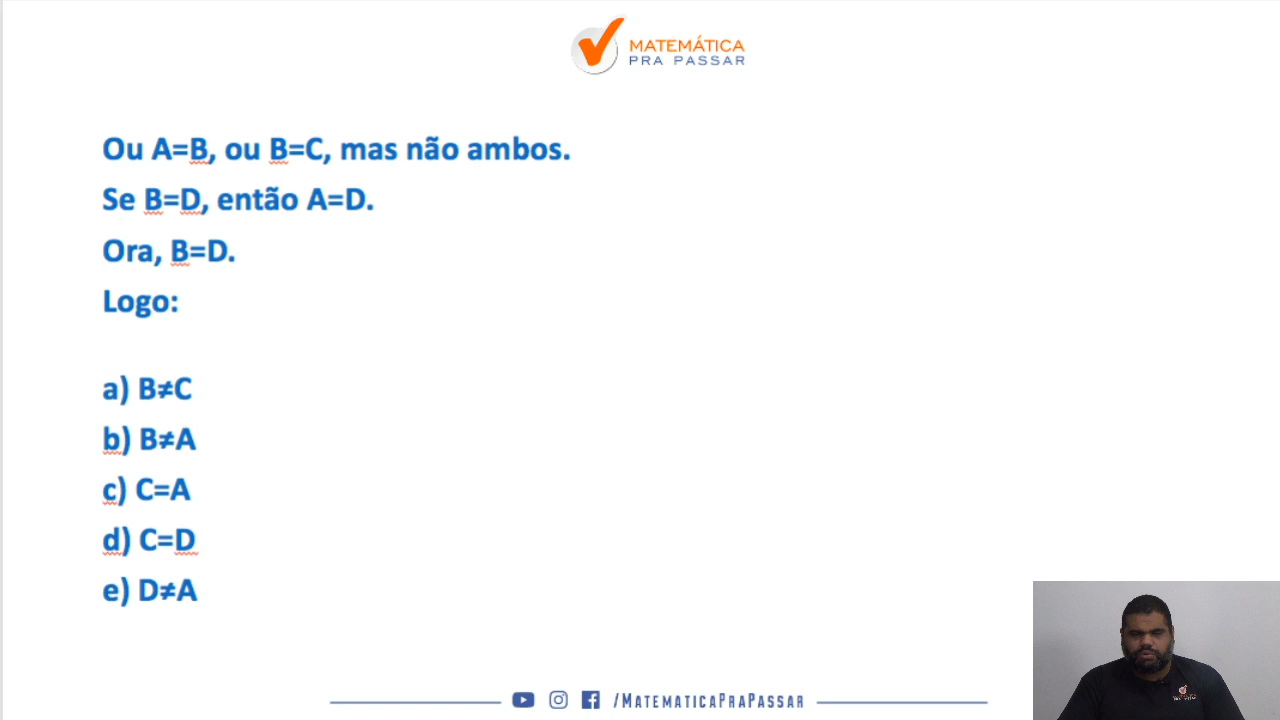 MATEMÁTICA
PRA PASSAR
Ou A=B, ou B=C, mas não ambos.
Se B=D, então A=D.
Ora, B=D.
Logo:
a) B≠C
b) B≠A
c) C=A
d) C=D
e) D≠A
/MATEMATICAPRAPASSAR